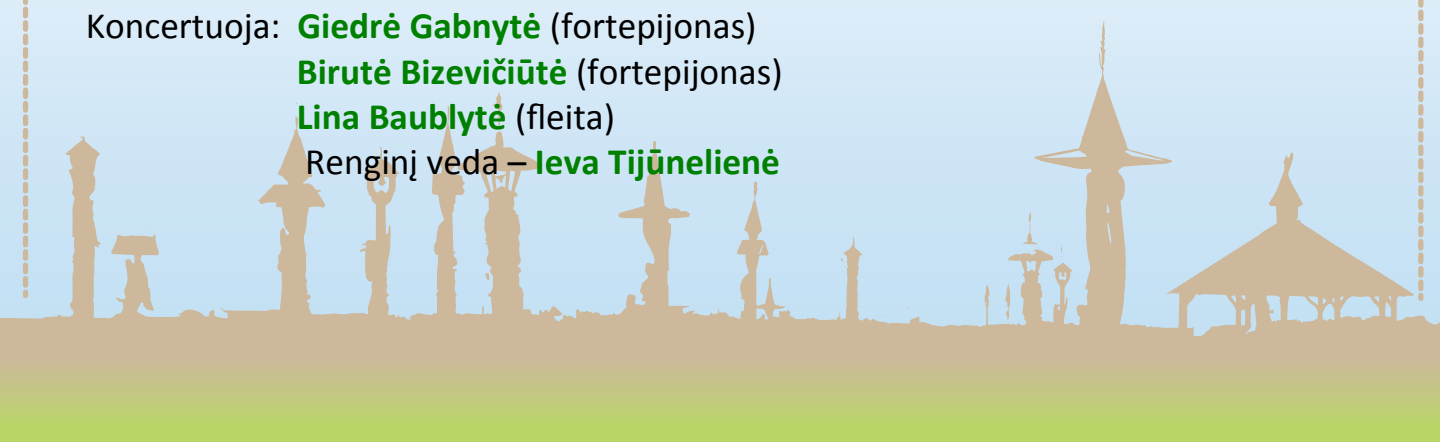 Koncertuoja: Giedrė Gabnytė (fortepijonas)
Birutė Bizevičiūtė (fortepijonas)
Lina Baublytė (fleita)
Renginį veda – Ieva Tijūnelienė